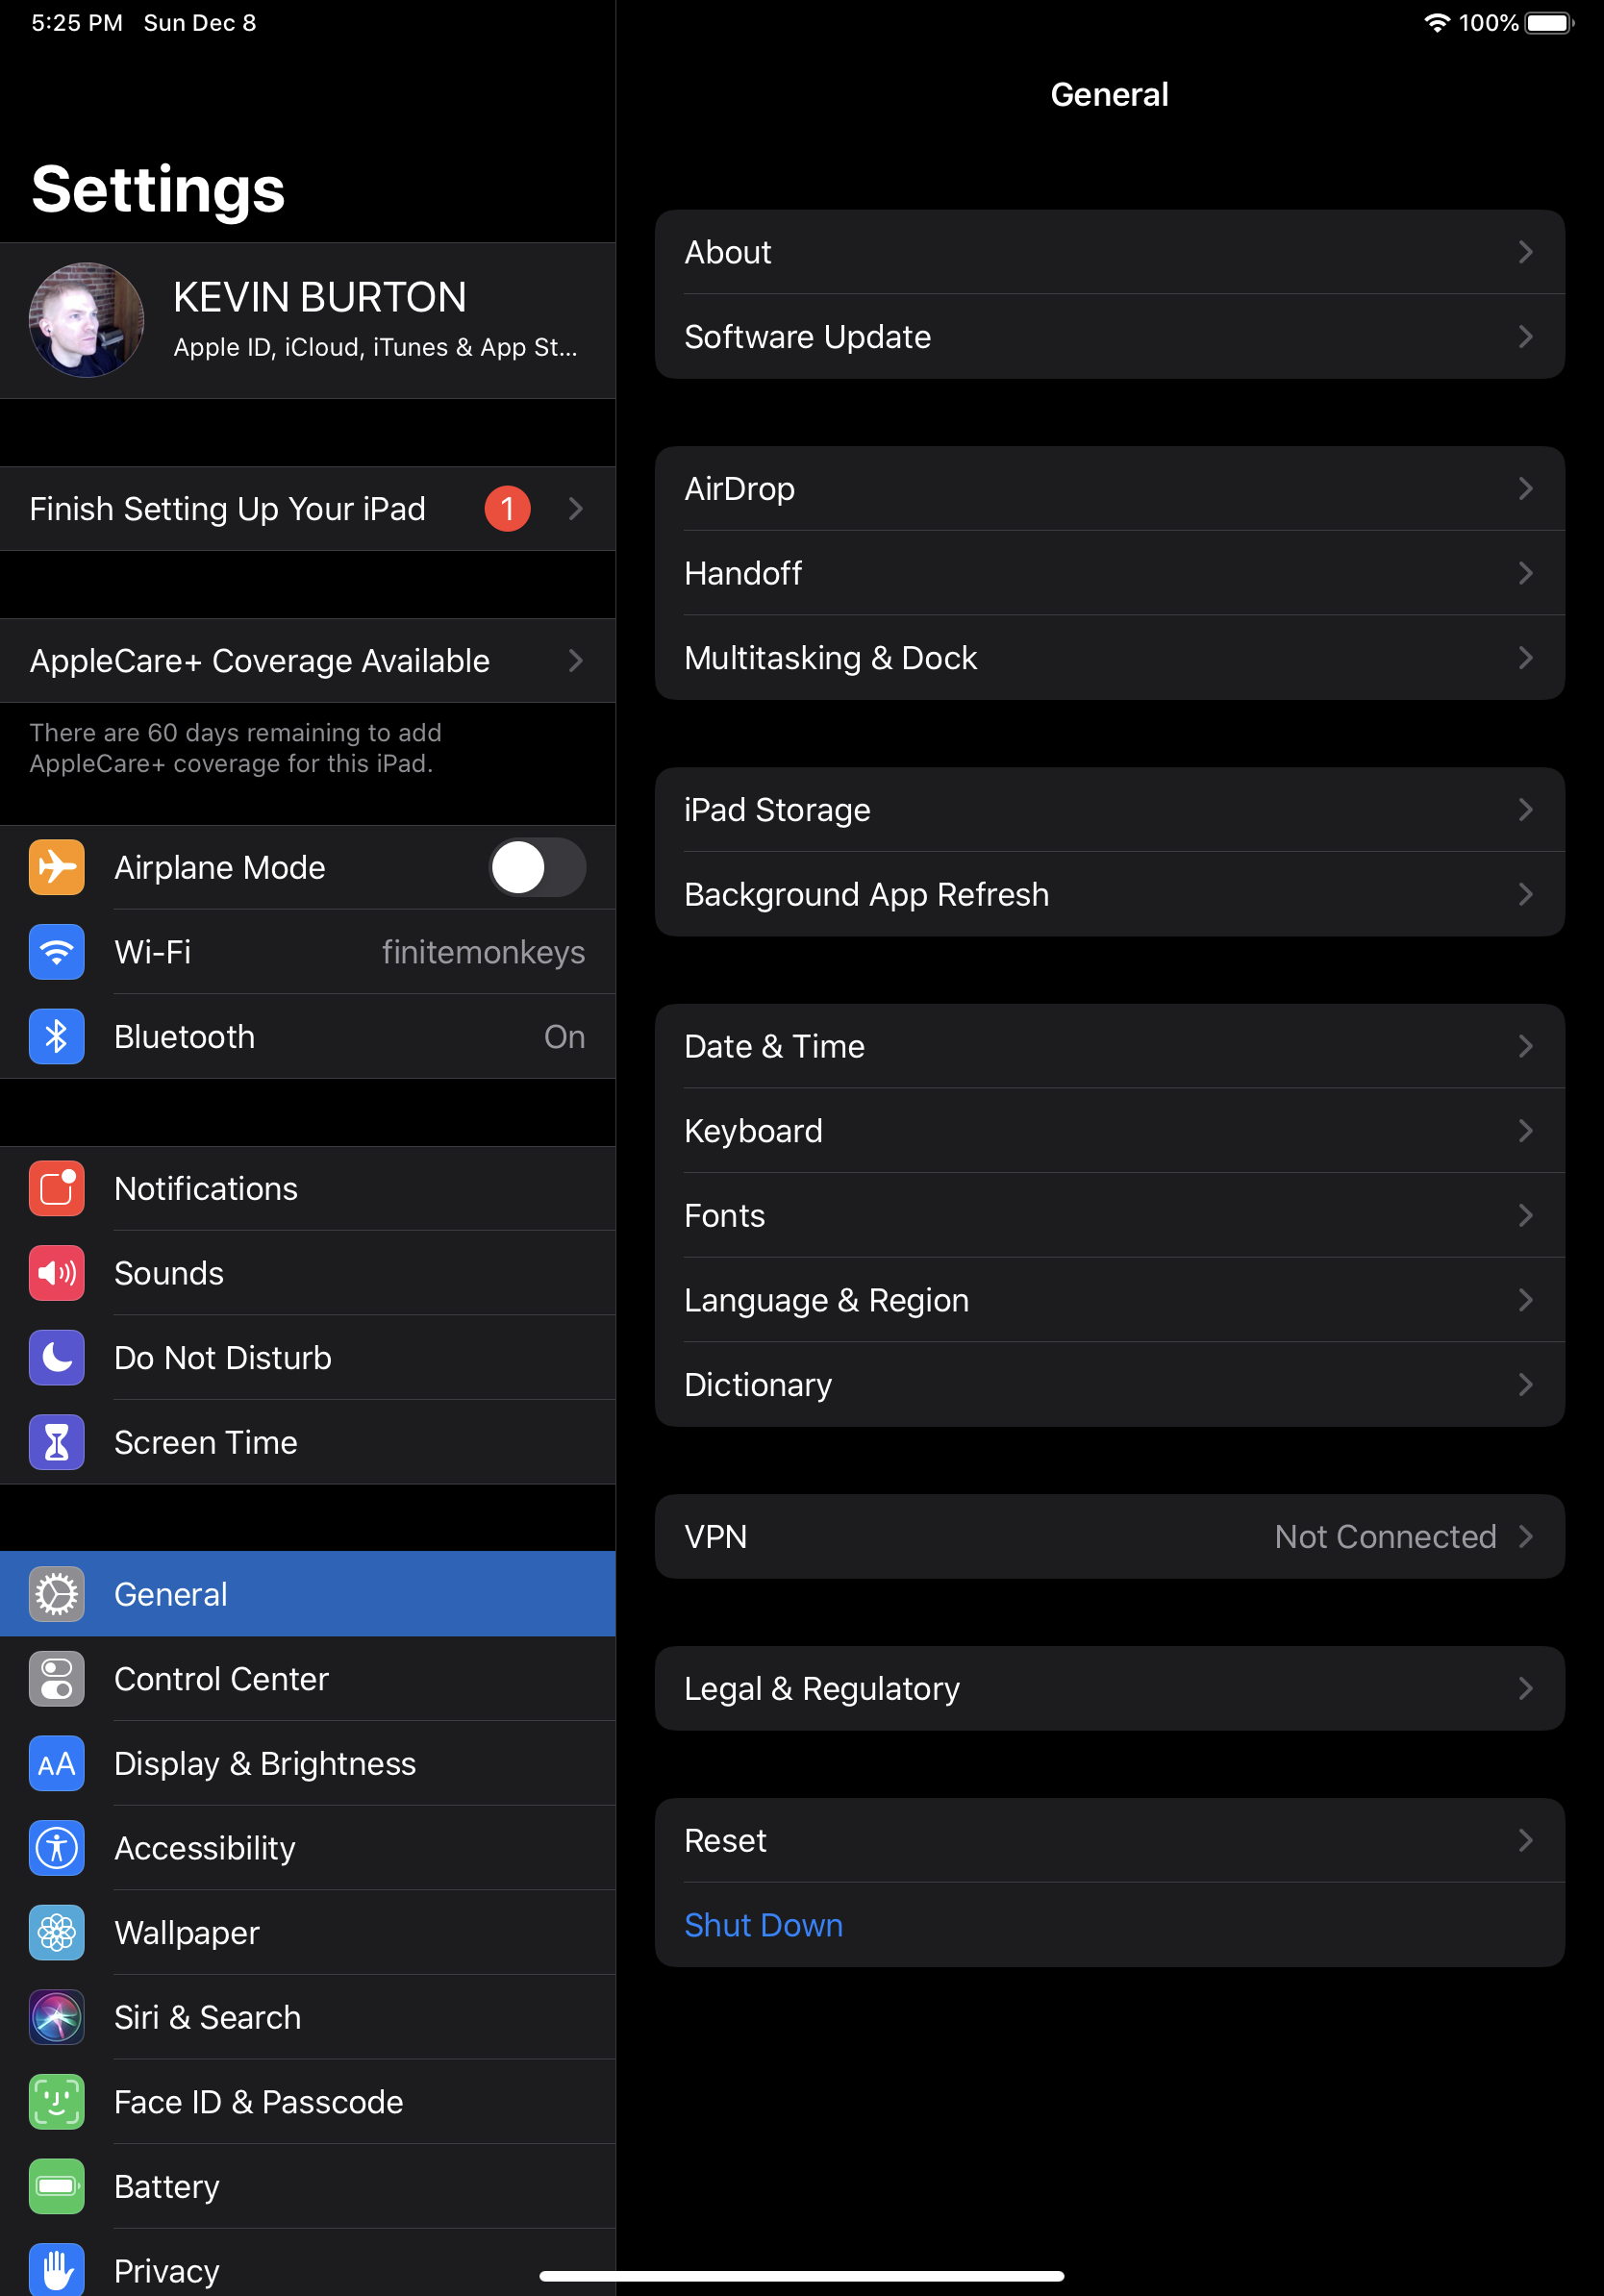 5:25 PM Sun Dec 8
100%
Settings
KEVIN BURTON
Apple ID, iCloud, iTunes & App St...
Finish Setting Up Your iPad 1
AppleCare+ Coverage Available
There are 60 days remaining to add
AppleCare+ coverage for this iPad.
Airplane Mode
Wi-Fi finitemonkeys
Bluetooth On
Notifications
Sounds
Do Not Disturb
Screen Time
General
Control Center
AA Display & Brightness
Accessibility
Wallpaper
Siri & Search
Face ID & Passcode
Battery
Privacy
General
About
Software Update
AirDrop
Handoff
Multitasking & Dock
iPad Storage
Background App Refresh
Date & Time
Keyboard
Fonts
Language & Region
Dictionary
VPN Not Connected
Legal & Regulatory
Reset
Shut Down